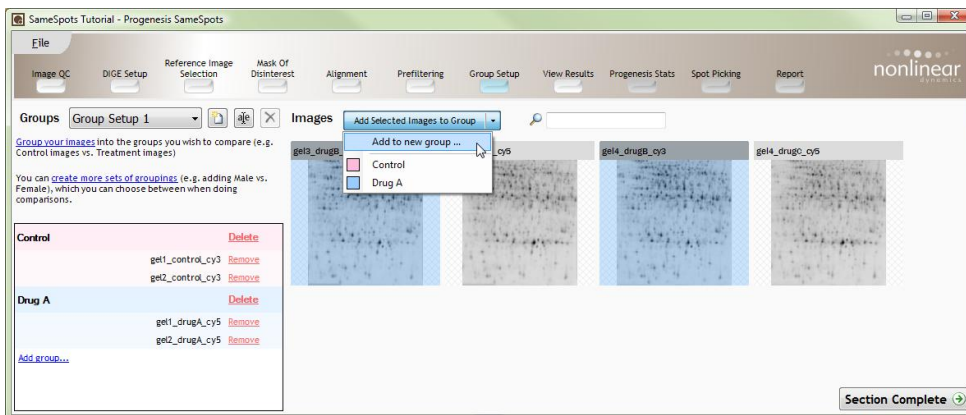 SameSpots Tutorial - Progenesis SameSpots
File
Image QC
DIGE Setup
Reference Image
Selection
Mask Of
Disinterest
Alignment
Prefiltering
Group Setup
View Results
Progenesis Stats
Spot Picking
Report
nonlinear
dynamics
Groups
Group Setup 1
Images
Add Selected Images to Group
Group your images into the groups you wish to compare (e.g.
Control images vs. Treatment images)
You can create more sets of groupings (e.g. adding Male vs.
Female), which you can choose between when doing
comparisons.
Add to new group ...
Control
Drug A
gel3_drugB_
_cy5
gel4_drugB_cy3
gel4_drugC_cy5
Control Delete
gel1_control_cy3 Remove
gel2_control_cy3 Remove
Drug A Delete
gel1_drugA_cy5 Remove
gel2_drugA_cy5 Remove
Add group...
Section Complete